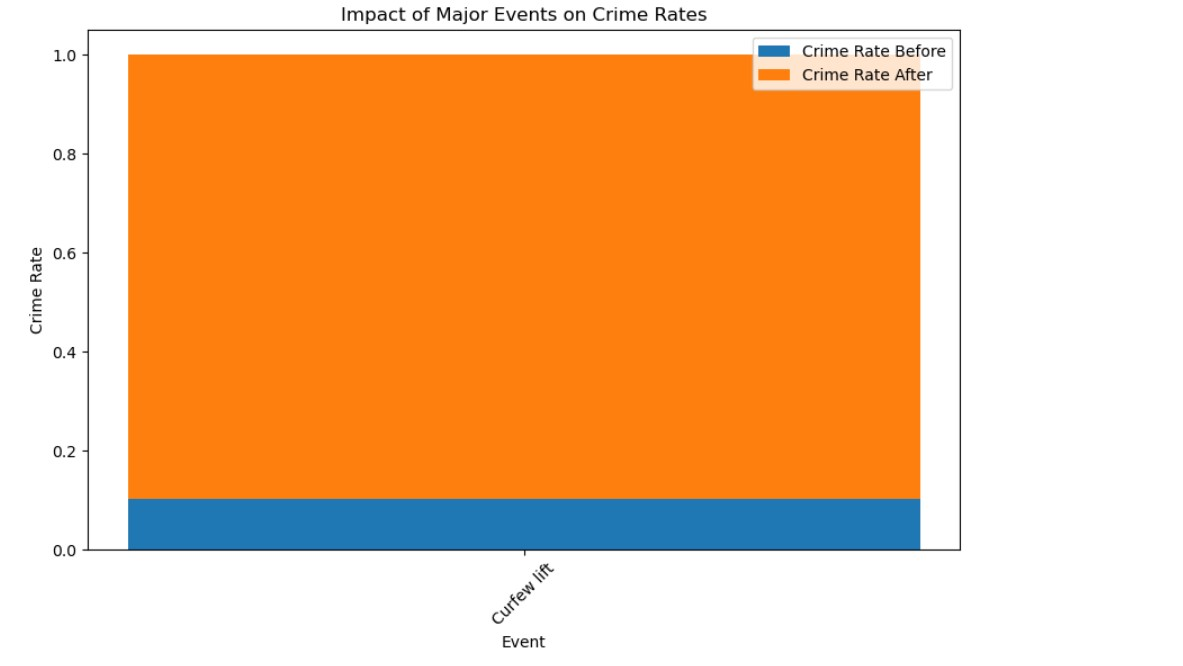 Impact of Major Events on Crime Rates
Crime Rate Before
Crime Rate After
1.0
0.8
0.6
0.4
0.2
0.0
Crime Rate
Curfew lift
Event